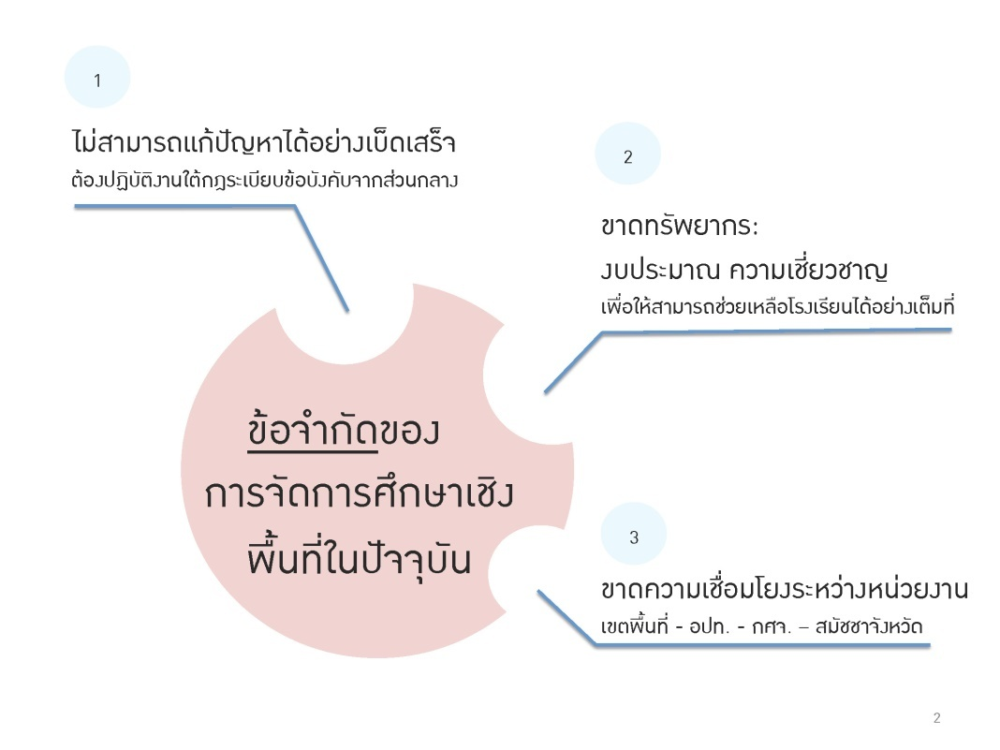 1
ไม่สามารถแก้ปัญหาได้อย่างเบ็ดเสร็จ
ต้องปฏิบัติงานใต้กฎระเบียบข้อบังคับจากส่วนกลาง
2
ขาดทรัพยากร:
งบประมาณ ความเชี่ยวชาญ
เพื่อให้สามารถช่วยเหลือโรงเรียนได้อย่างเต็มที่
ข้อจำกัดของ
การจัดการศึกษาเชิง
พื้นที่ในปัจจุบัน
3
ขาดความเชื่อมโยงระหว่างหน่วยงาน
เขตพื้นที่ - อปท. - กศจ. – สมัชชาจังหวัด
2